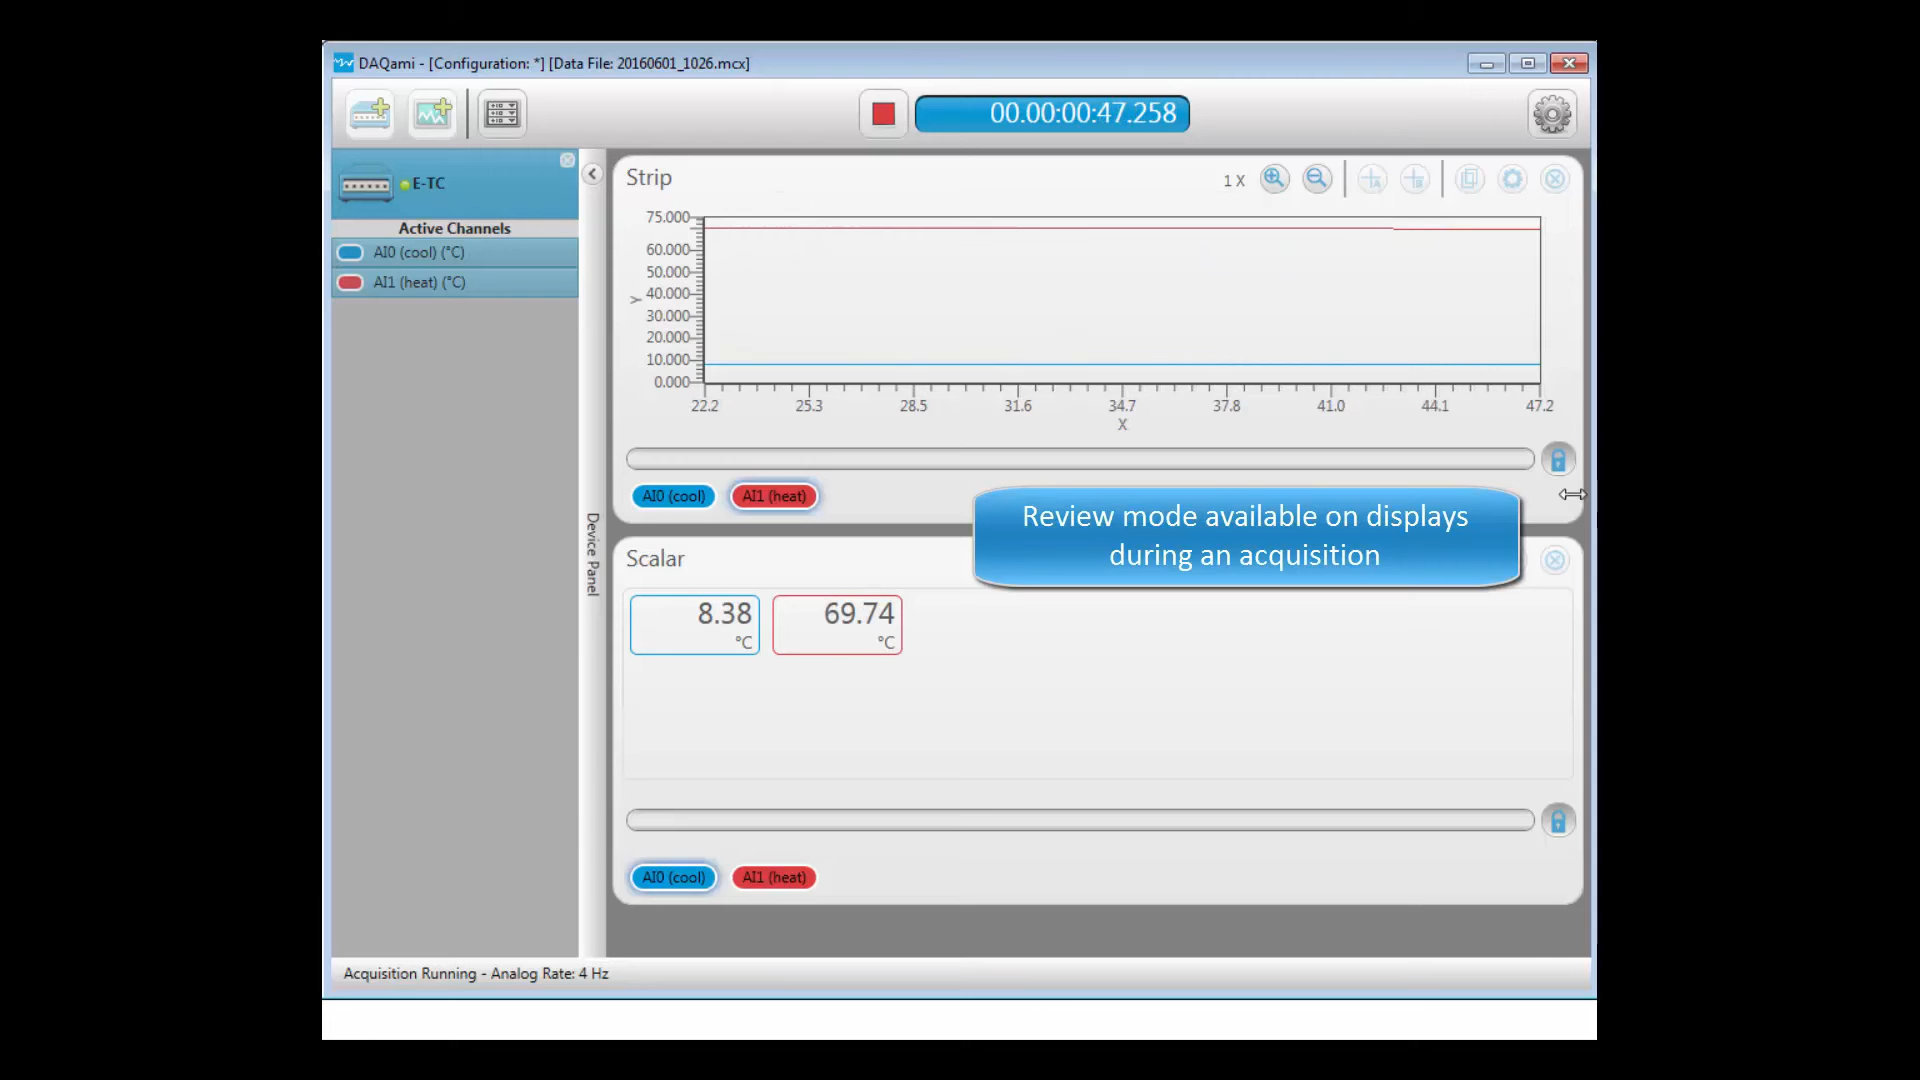 DAQami - [Configuration: *] [Data File: 20160601_1026.mcx]
00.00:00:47.258
E-TC
Active Channels
AI0 (cool) (°C)
AI1 (heat) (°C)
Device Panel
Strip
1 X
A
B
75.000
60.000
50.000
40.000
30.000
20.000
10.000
0.000
Y
22.2 25.3 28.5 31.6 34.7 37.8 41.0 44.1 47.2
X
AI0 (cool) AI1 (heat)
Review mode available on displays
during an acquisition
Scalar
8.38 °C
69.74 °C
AI0 (cool) AI1 (heat)
Acquisition Running - Analog Rate: 4 Hz